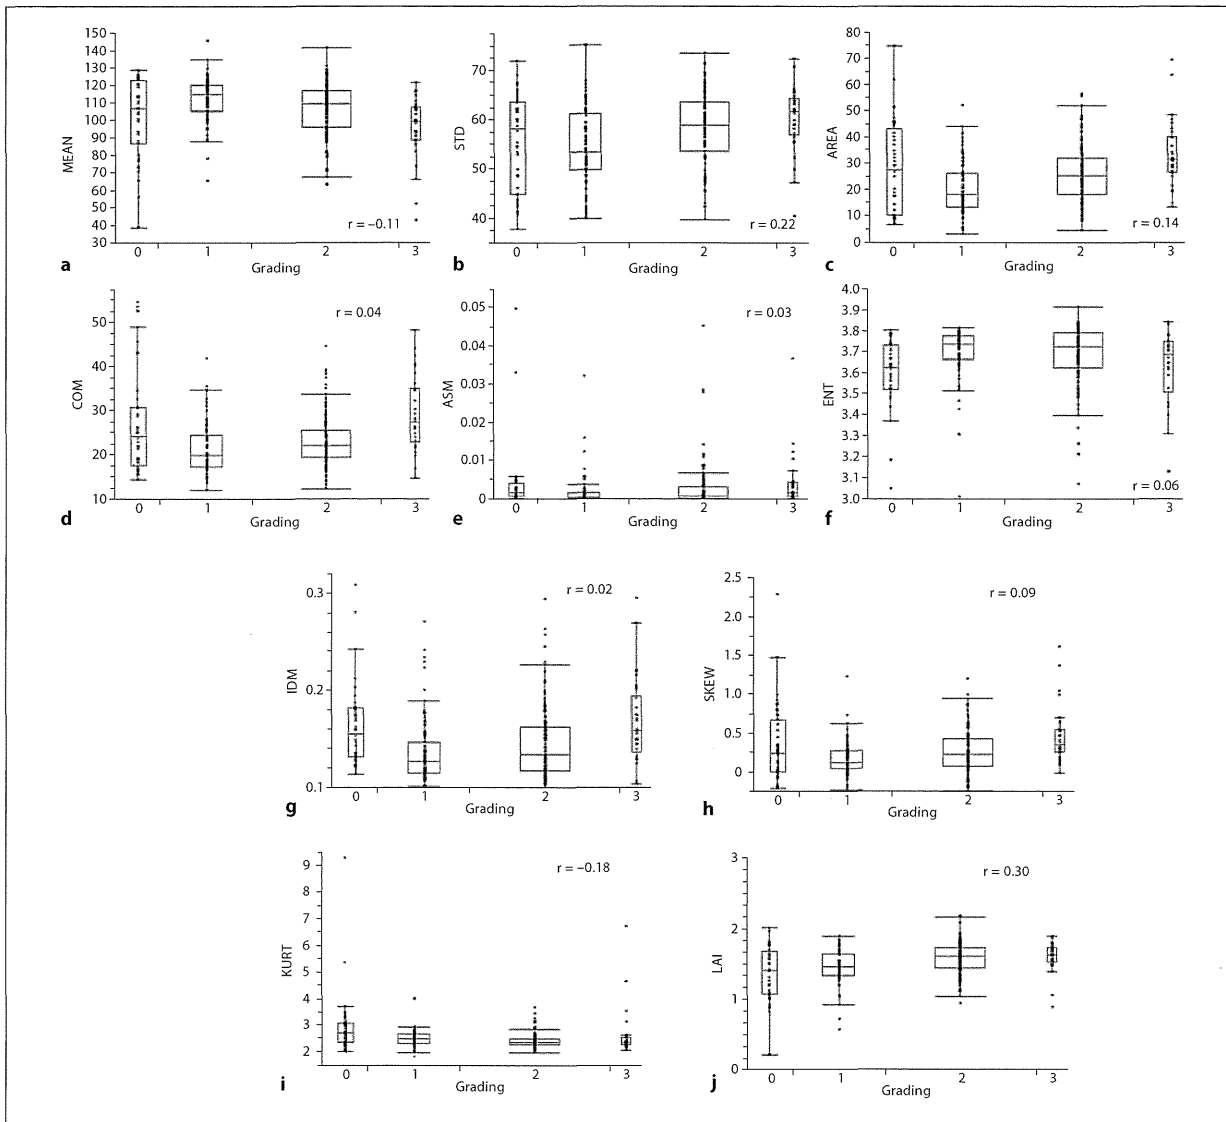 150
140
130
120
110
100
90
80
70
60
50
40
30
MEAN
r = –0.11
0 1 2 3
Grading
a
70
60
50
40
STD
r = 0.22
0 1 2 3
Grading
b
80
70
60
50
40
30
20
10
0
AREA
r = 0.14
0 1 2 3
Grading
c
50
40
30
20
10
COM
r = 0.04
0 1 2 3
Grading
d
0.05
0.04
0.03
0.02
0.01
0
ASM
r = 0.03
0 1 2 3
Grading
e
4.0
3.9
3.8
3.7
3.6
3.5
3.4
3.3
3.2
3.1
3.0
ENT
r = 0.06
0 1 2 3
Grading
f
0.3
0.2
0.1
IDM
r = 0.02
0 1 2 3
Grading
g
2.5
2.0
1.5
1.0
0.5
0
SKEW
r = 0.09
0 1 2 3
Grading
h
9
8
7
6
5
4
3
2
KURT
r = –0.18
0 1 2 3
Grading
i
3
2
1
0
LAI
r = 0.30
0 1 2 3
Grading
j